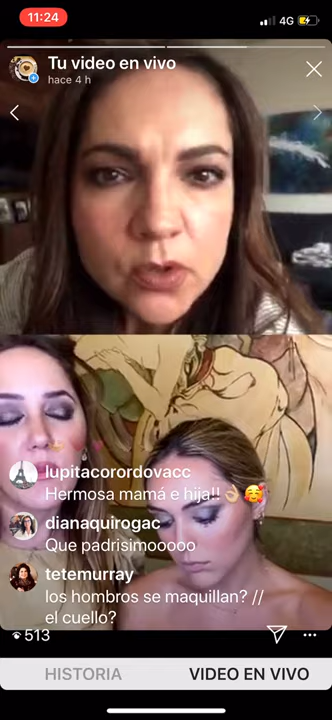 11:24
4G
Tu video en vivo
hace 4 h
lupitacorordovacc
Hermosa mamá e hija!!👌🏼🥰
dianaquirogac
Que padrisimooooo
tetemurray
los hombros se maquillan? //
el cuello?
513
HISTORIA
VIDEO EN VIVO